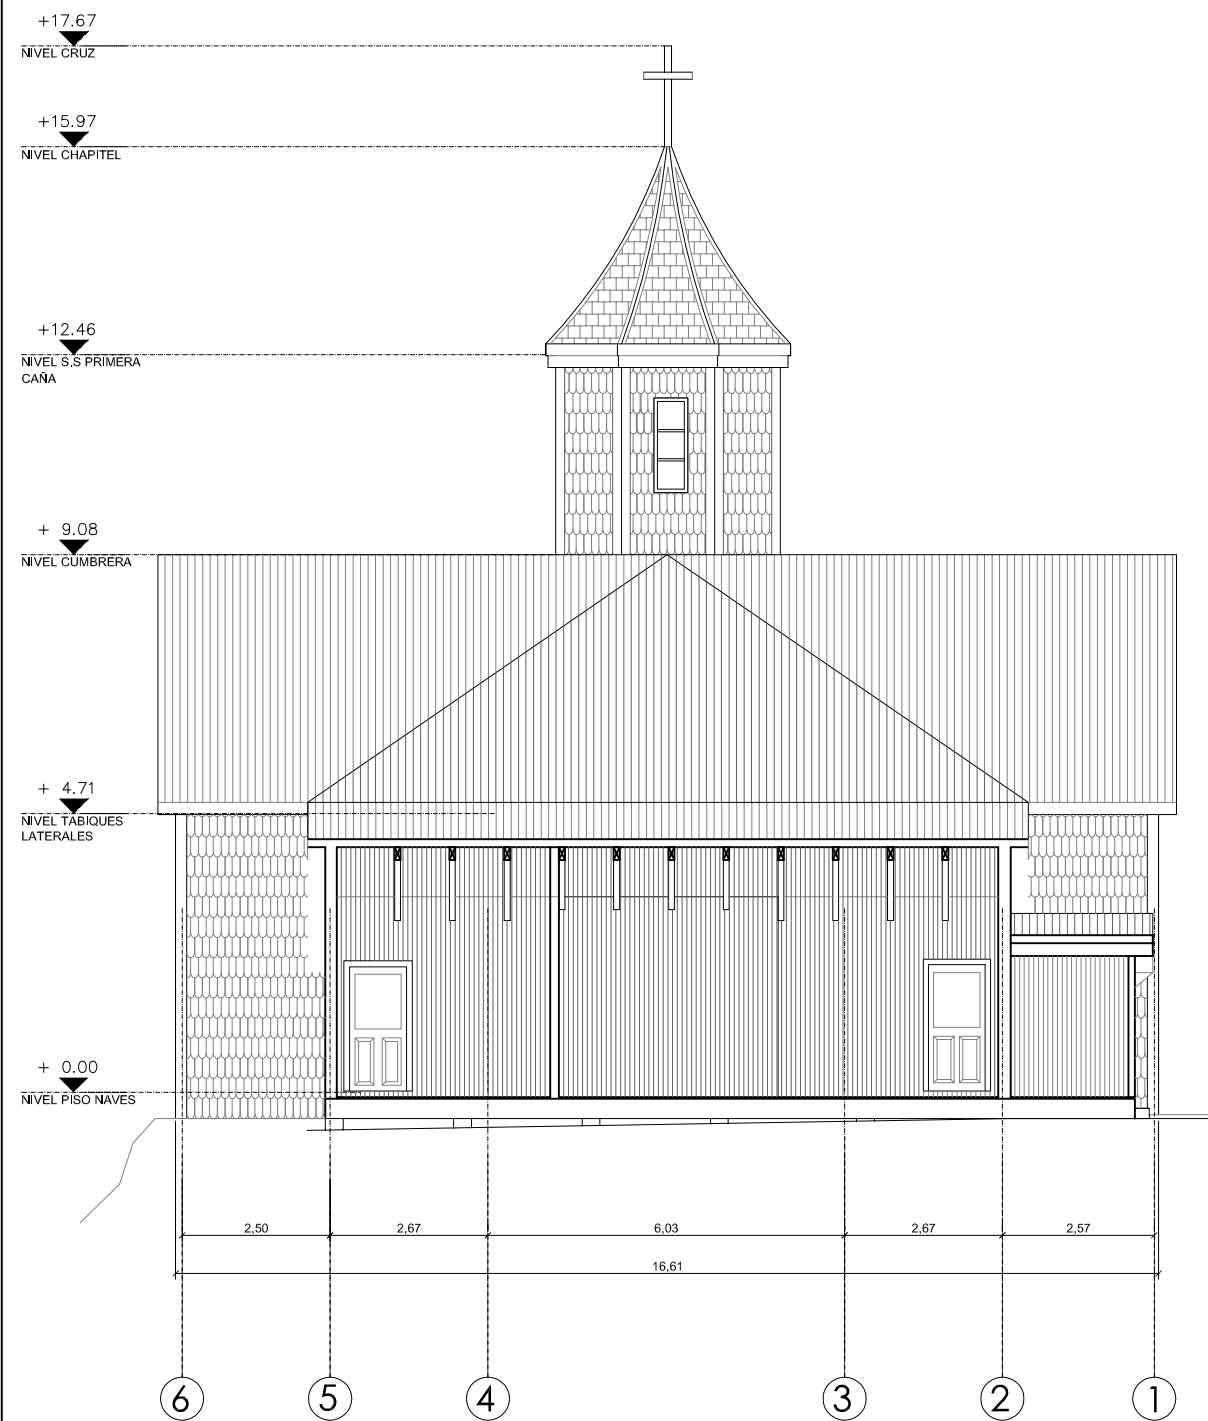 +17.67
NIVEL CRUZ
+15.97
NIVEL CHAPITEL
+12.46
NIVEL S.S PRIMERA
CAÑA
+ 9.08
NIVEL CUMBRERA
+ 4.71
NIVEL TABIQUES
LATERALES
+ 0.00
NIVEL PISO NAVES
2,50 2,67 6,03 2,67 2,57
16,61
6 5 4 3 2 1